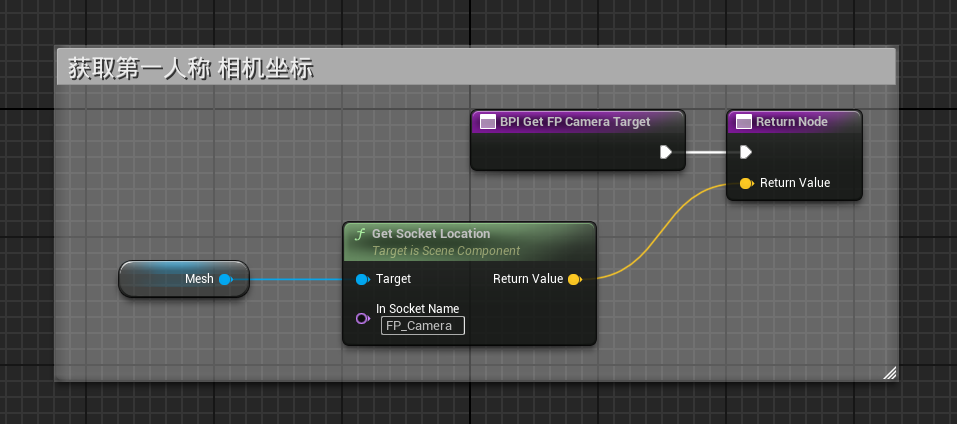 获取第一人称 相机坐标
BPI Get FP Camera Target
Return Node
Return Value
Get Socket Location
Target is Scene Component
Mesh
Target
Return Value
In Socket Name
FP_Camera